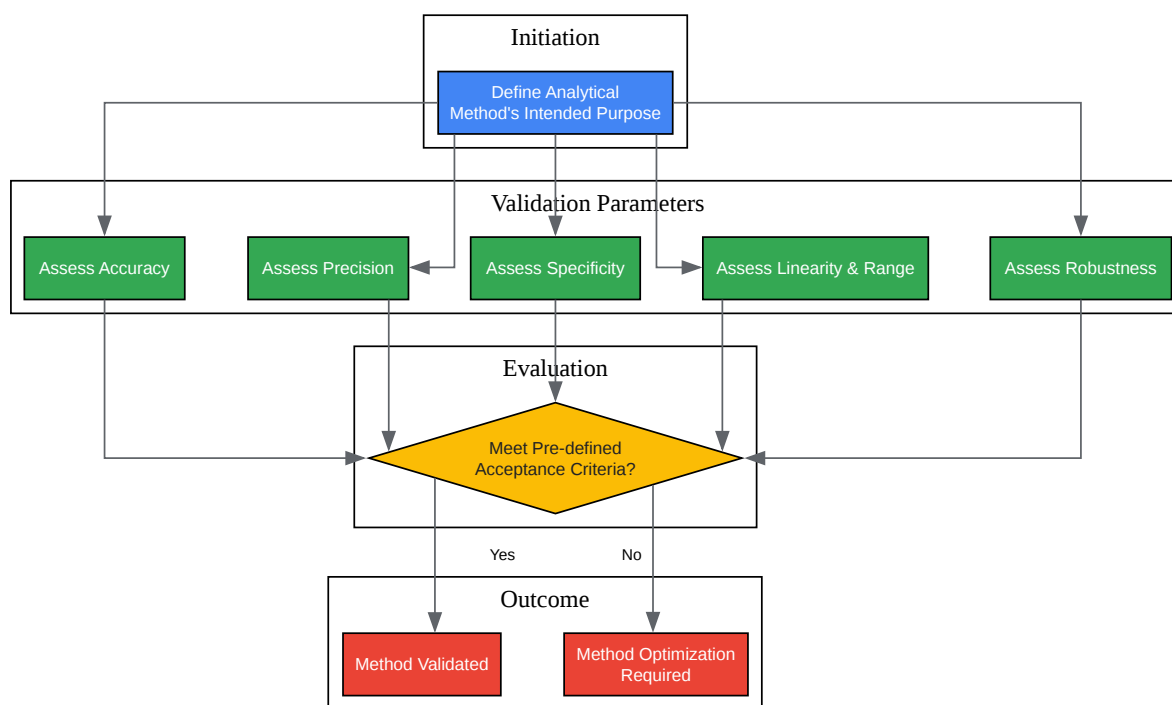 Initiation
Define Analytical
Method's Intended Purpose
Validation Parameters
Assess Accuracy
Assess Precision
Assess Specificity
Assess Linearity & Range
Assess Robustness
Evaluation
Meet Pre-defined
Acceptance Criteria?
Yes
No
Outcome
Method Validated
Method Optimization
Required